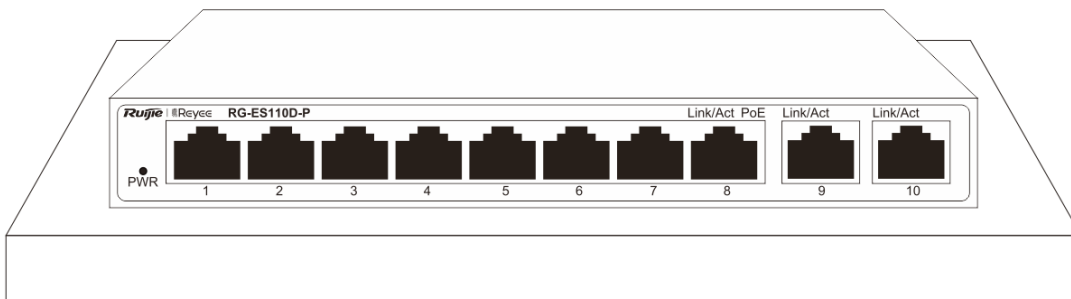 Ruijie Reyee RG-ES110D-P Link/Act PoE Link/Act Link/Act
PWR
1 2 3 4 5 6 7 8 9 10